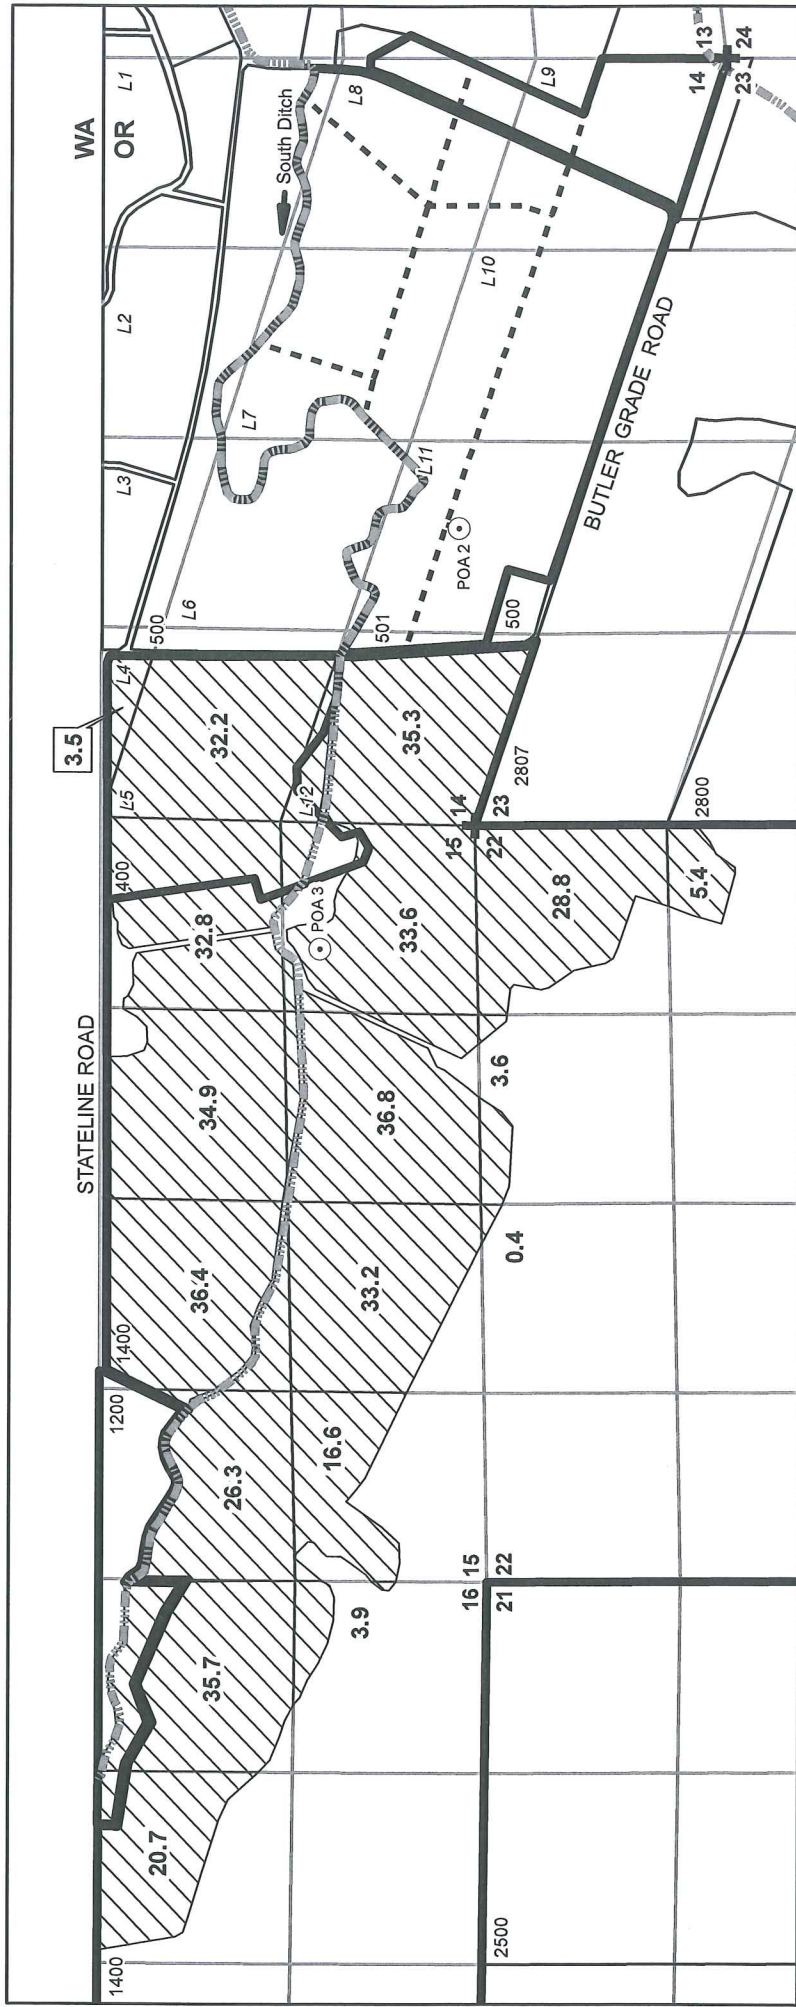 WA
OR
L1
L2
L3
L4
L5
L6
L7
L8
L9
L10
L11
L12
South Ditch
STATELINE ROAD
BUTLER GRADE ROAD
3.5
32.2
35.3
32.8
33.6
28.8
5.4
34.9
36.8
3.6
36.4
33.2
0.4
26.3
16.6
35.7
3.9
20.7
POA 2
POA 3
500
501
500
400
1400
1200
1400
2500
2807
2800
14 13
23 24
15 14
22 23
16 15
21 22